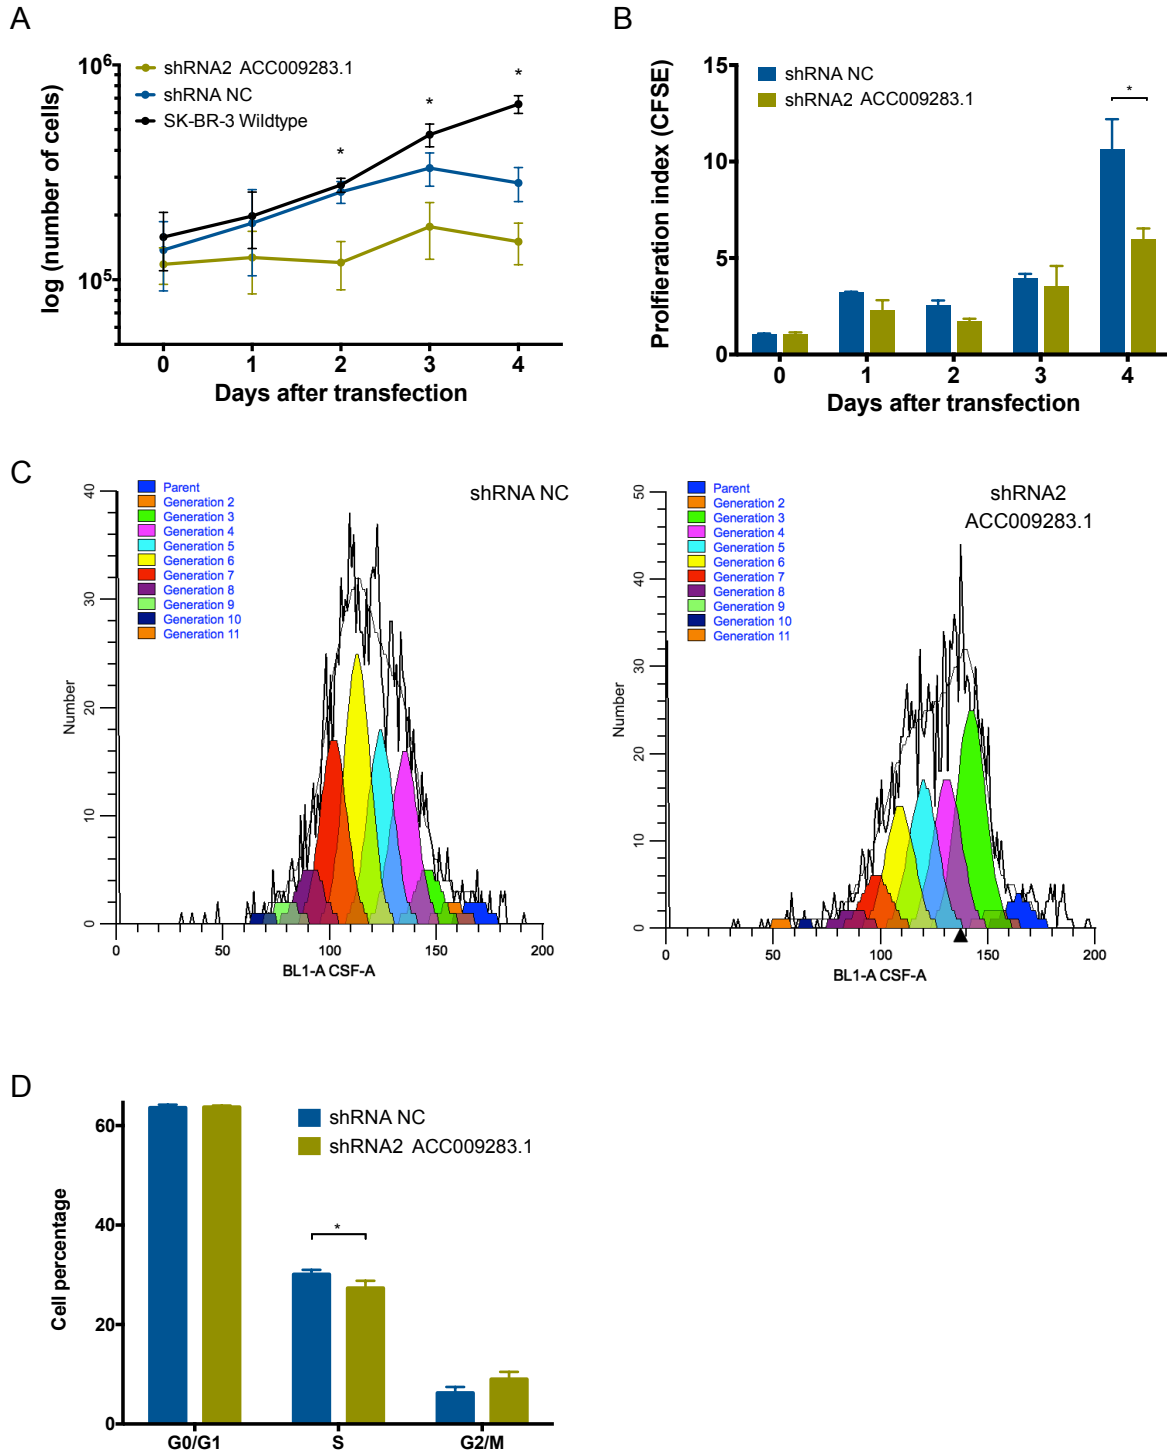 A
10^6
10^5
log (number of cells)
shRNA2 ACC009283.1
shRNA NC
SK-BR-3 Wildtype
*
*
*
0 1 2 3 4
Days after transfection
B
15
10
5
0
Prolfieration index (CFSE)
shRNA NC
shRNA2 ACC009283.1
*
0 1 2 3 4
Days after transfection
C
40
30
20
10
0
Number
Parent
Generation 2
Generation 3
Generation 4
Generation 5
Generation 6
Generation 7
Generation 8
Generation 9
Generation 10
Generation 11
shRNA NC
0 50 100 150 200
BL1-A CSF-A
50
40
30
20
10
0
Number
Parent
Generation 2
Generation 3
Generation 4
Generation 5
Generation 6
Generation 7
Generation 8
Generation 9
Generation 10
Generation 11
shRNA2
ACC009283.1
0 50 100 150 200
BL1-A CSF-A
D
60
40
20
0
Cell percentage
shRNA NC
shRNA2 ACC009283.1
*
G0/G1 S G2/M